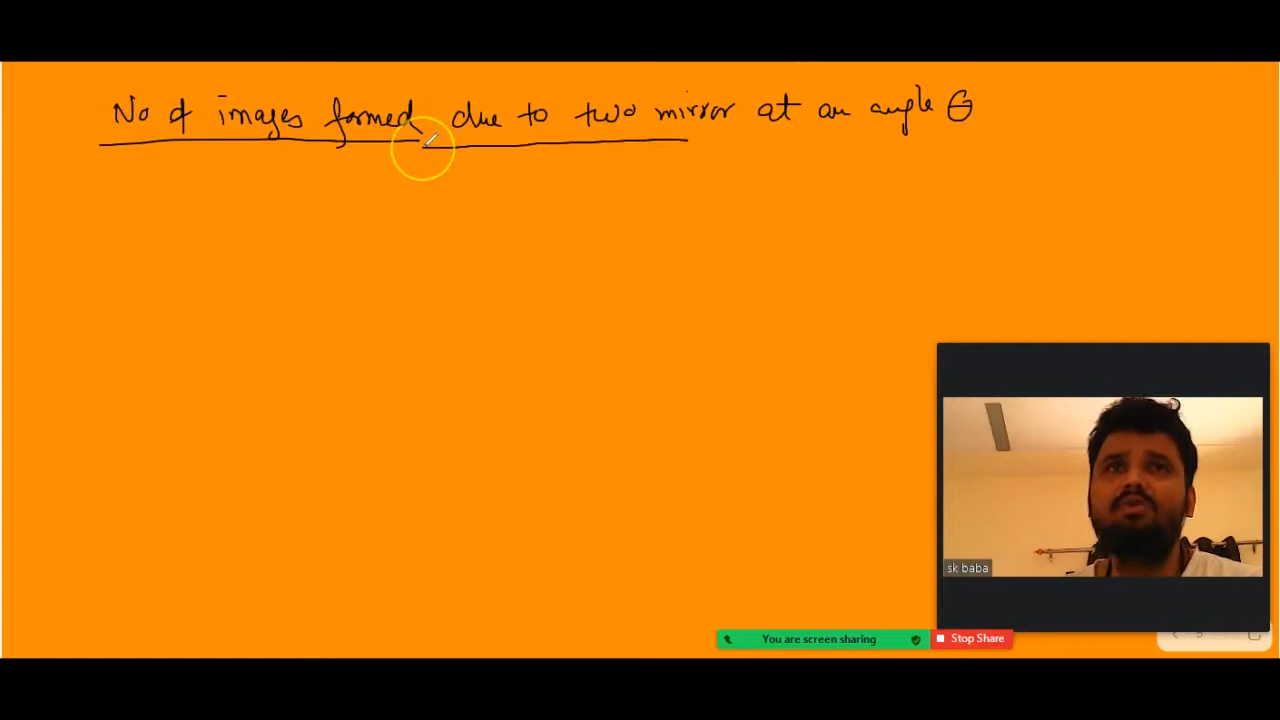 No of images formed due to two mirror at an angle θ
sk baba
You are screen sharing
Stop Share
5